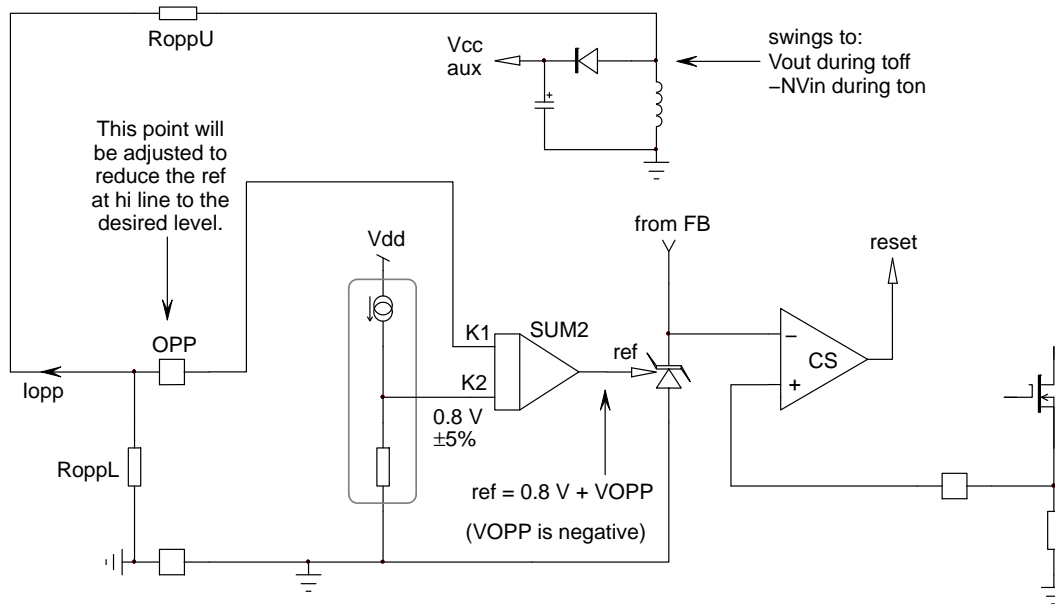 RoppU
Vcc
aux
swings to:
Vout during toff
−NVin during ton
+
This point will
be adjusted to
reduce the ref
at hi line to the
desired level.
from FB
Vdd
reset
OPP
K1
SUM2
ref
−
CS
+
Iopp
K2
0.8 V
±5%
RoppL
ref = 0.8 V + VOPP
(VOPP is negative)